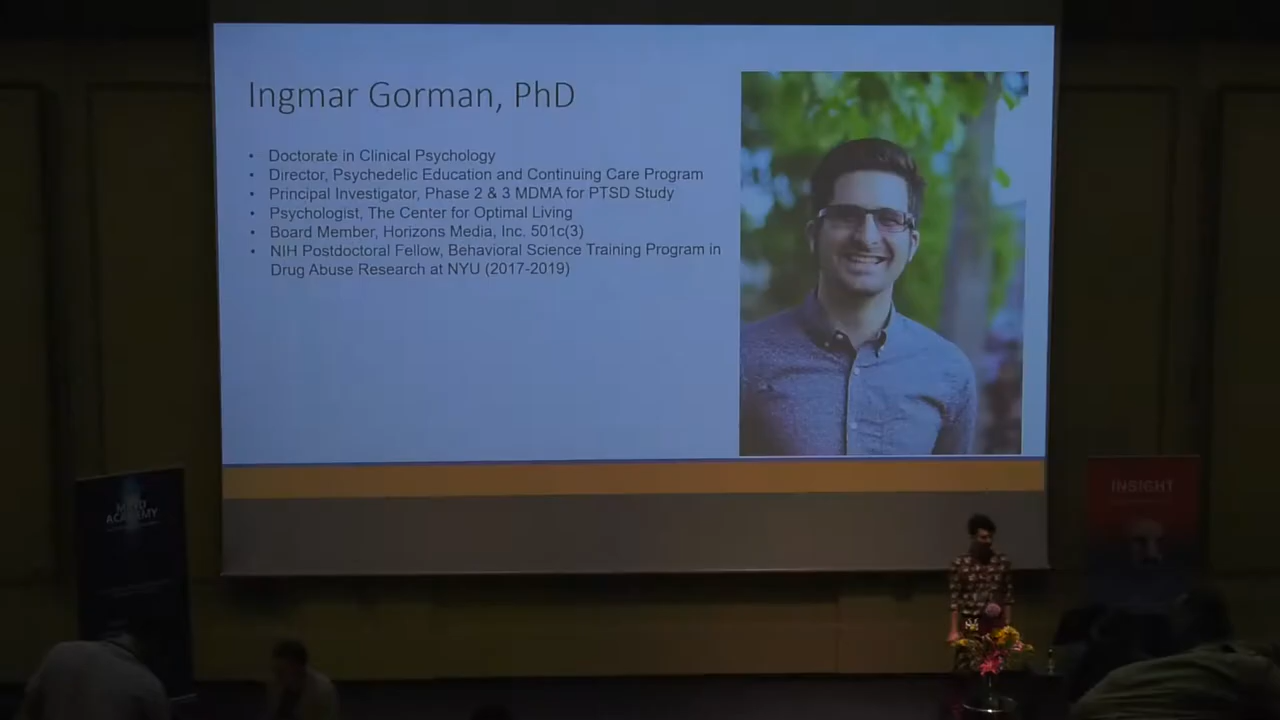 Ingmar Gorman, PhD
• Doctorate in Clinical Psychology
• Director, Psychedelic Education and Continuing Care Program
• Principal Investigator, Phase 2 & 3 MDMA for PTSD Study
• Psychologist, The Center for Optimal Living
• Board Member, Horizons Media, Inc. 501c(3)
• NIH Postdoctoral Fellow, Behavioral Science Training Program in
Drug Abuse Research at NYU (2017-2019)
ACADEMY
INSIGHT